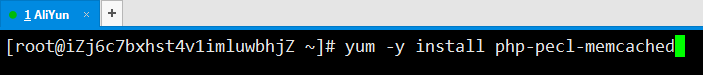 1 AliYun
[root@iZj6c7bxhst4v1imluwbhjZ ~]# yum -y install php-pecl-memcached